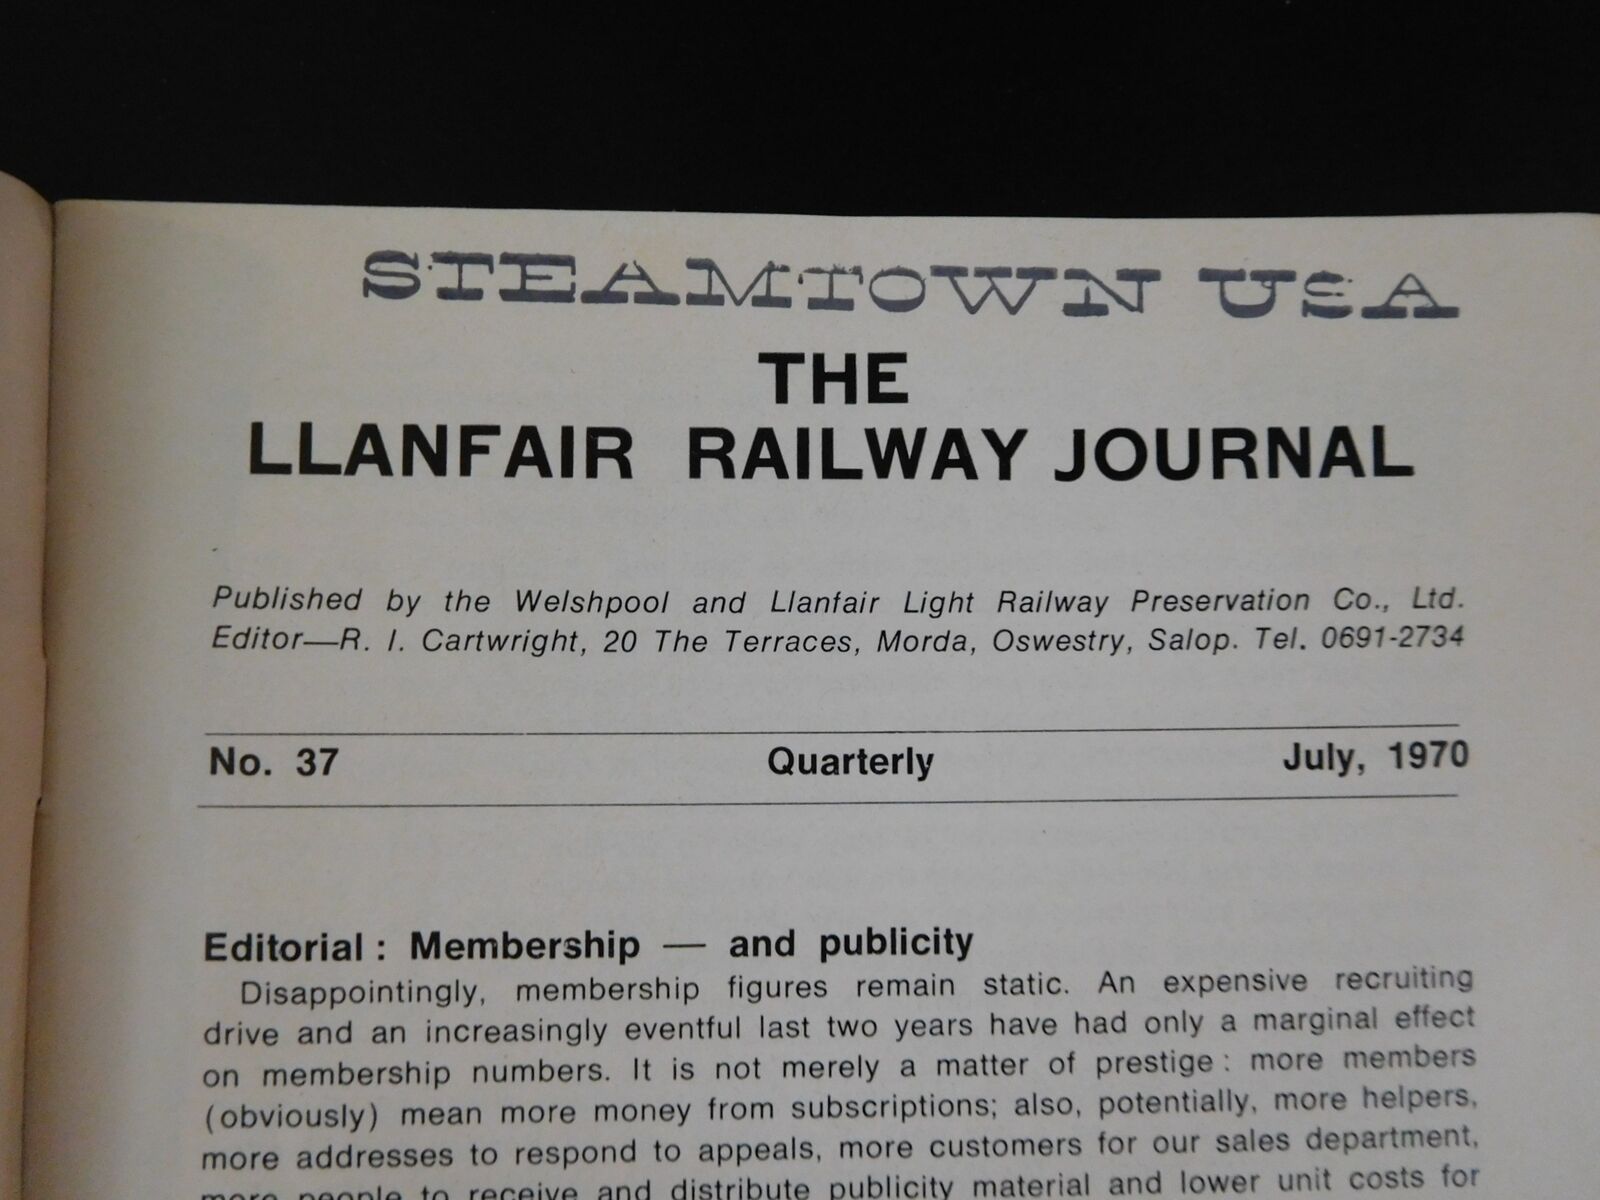 STEAMTOWN USA
THE
LLANFAIR RAILWAY JOURNAL
Published by the Welshpool and Llanfair Light Railway Preservation Co., Ltd.
Editor—R. I. Cartwright, 20 The Terraces, Morda, Oswestry, Salop. Tel. 0691-2734
No. 37 Quarterly July, 1970
Editorial : Membership — and publicity
Disappointingly, membership figures remain static. An expensive recruiting
drive and an increasingly eventful last two years have had only a marginal effect
on membership numbers. It is not merely a matter of prestige : more members
(obviously) mean more money from subscriptions; also, potentially, more helpers,
more addresses to respond to appeals, more customers for our sales department,
more people to receive and distribute publicity material and lower unit costs for